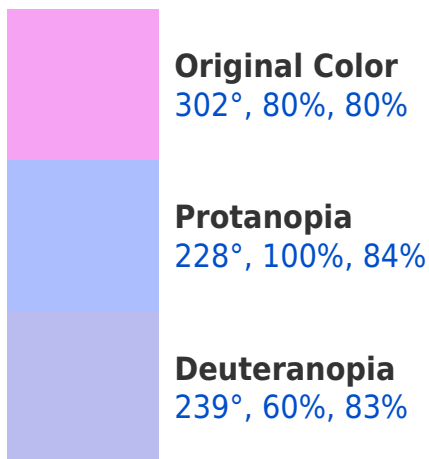 Original Color
302°, 80%, 80%
Protanopia
228°, 100%, 84%
Deuteranopia
239°, 60%, 83%